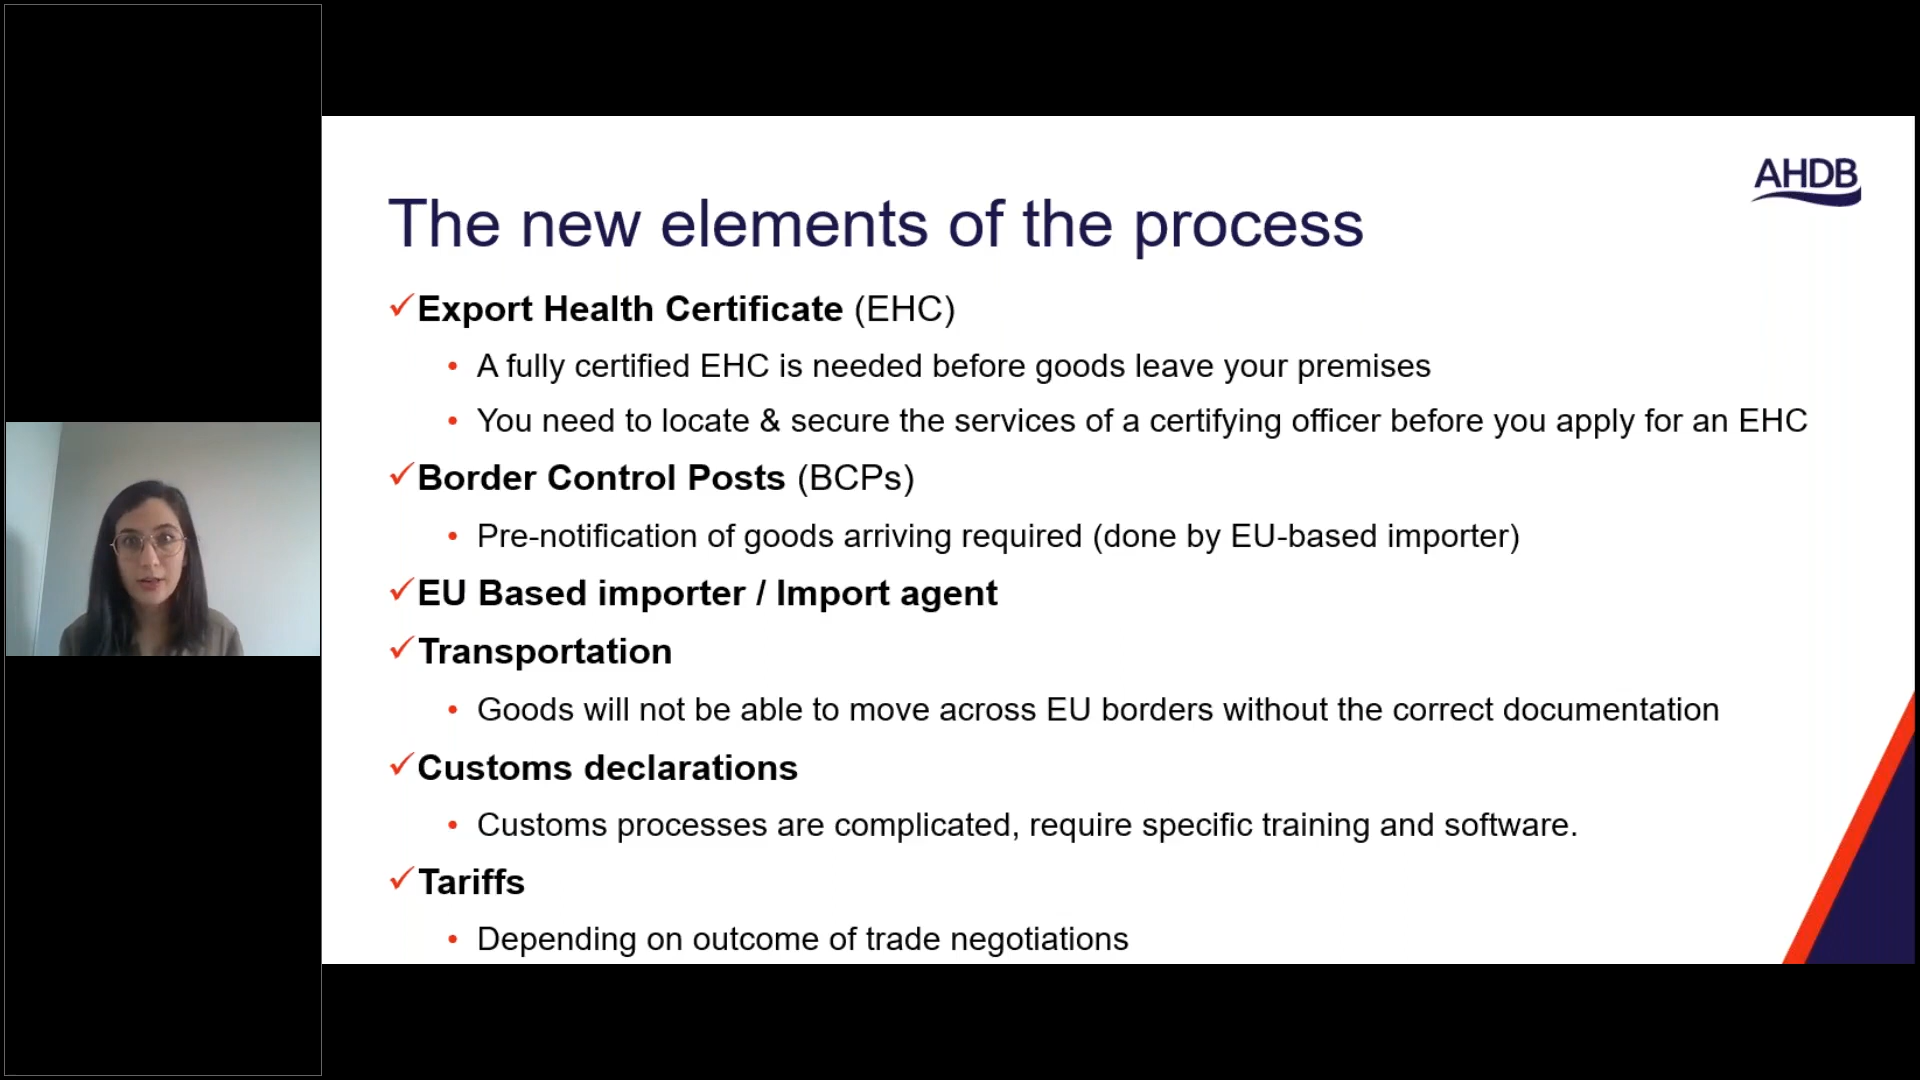 AHDB
The new elements of the process
Export Health Certificate (EHC)
A fully certified EHC is needed before goods leave your premises
You need to locate & secure the services of a certifying officer before you apply for an EHC
Border Control Posts (BCPs)
Pre-notification of goods arriving required (done by EU-based importer)
EU Based importer / Import agent
Transportation
Goods will not be able to move across EU borders without the correct documentation
Customs declarations
Customs processes are complicated, require specific training and software.
Tariffs
Depending on outcome of trade negotiations